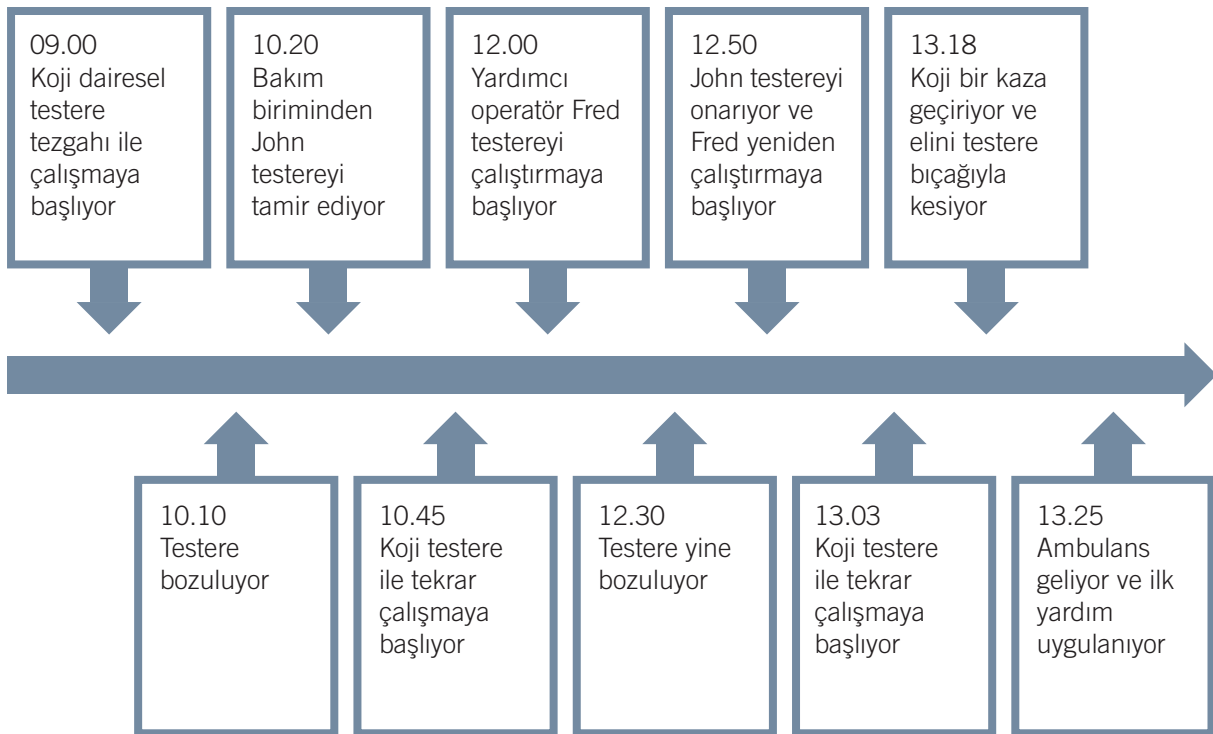 09.00
Koji dairesel
testere
tezgahı ile
çalışmaya
başlıyor
10.20
Bakım
biriminden
John
testereyi
tamir ediyor
12.00
Yardımcı
operatör Fred
testereyi
çalıştırmaya
başlıyor
12.50
John testereyi
onarıyor ve
Fred yeniden
çalıştırmaya
başlıyor
13.18
Koji bir kaza
geçiriyor ve
elini testere
bıçağıyla
kesiyor
10.10
Testere
bozuluyor
10.45
Koji testere
ile tekrar
çalışmaya
başlıyor
12.30
Testere yine
bozuluyor
13.03
Koji testere
ile tekrar
çalışmaya
başlıyor
13.25
Ambulans
geliyor ve ilk
yardım
uygulanıyor